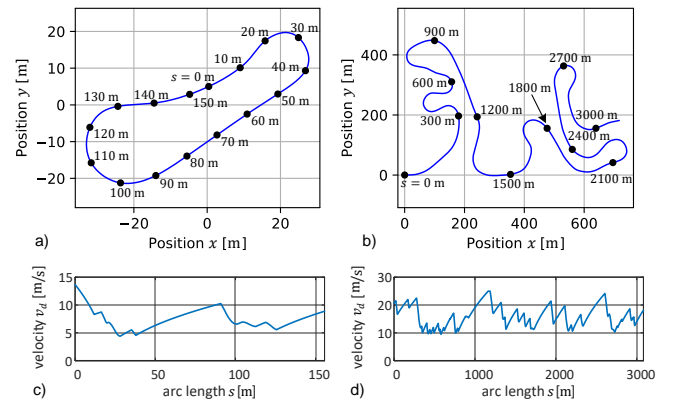 20
10
0
−10
−20
Position y [m]
−20
0
20
Position x [m]
a)
s = 0 m
10 m
20 m
30 m
40 m
50 m
60 m
70 m
80 m
90 m
100 m
110 m
120 m
130 m
140 m
150 m
400
200
0
Position y [m]
0
200
400
600
Position x [m]
b)
s = 0 m
300 m
600 m
900 m
1200 m
1500 m
1800 m
2100 m
2400 m
2700 m
3000 m
15
10
5
0
velocity v_d [m/s]
0
50
100
150
arc length s [m]
c)
30
20
10
0
velocity v_d [m/s]
0
1000
2000
3000
arc length s [m]
d)